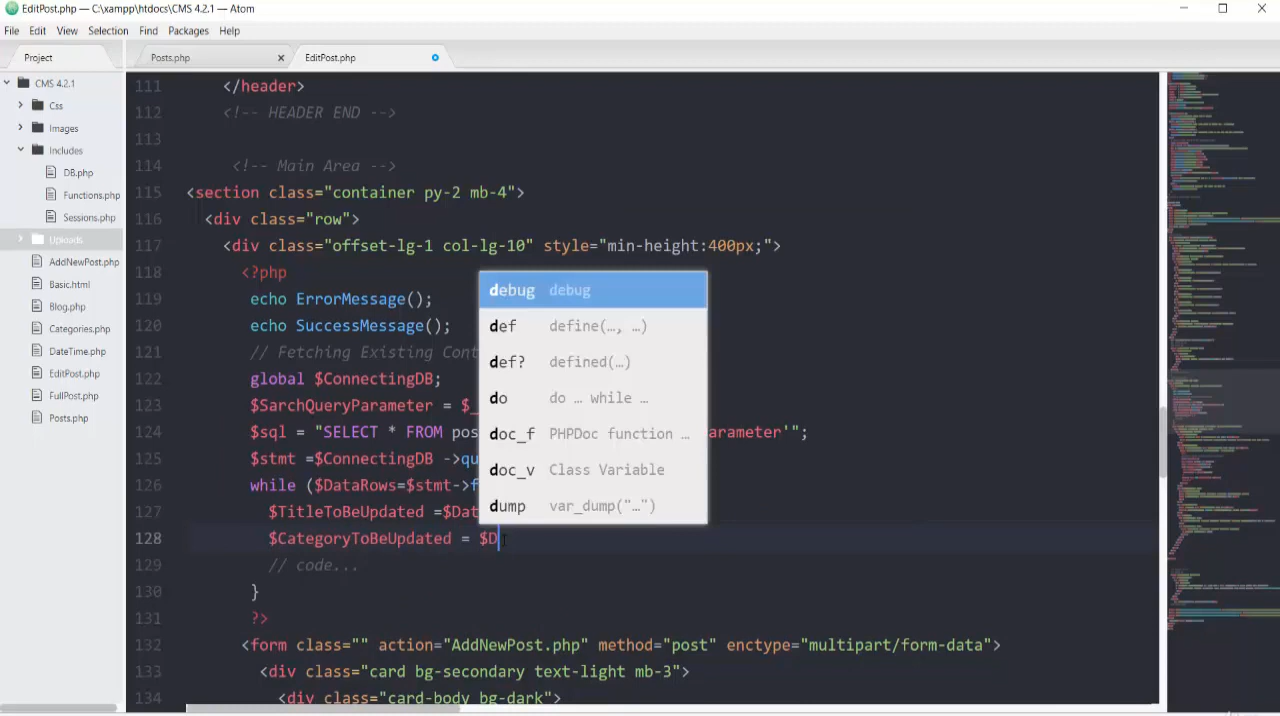 EditPost.php — C:\xampp\htdocs\CMS 4.2.1 — Atom
File Edit View Selection Find Packages Help
Project
Posts.php
EditPost.php
CMS 4.2.1
Css
Images
Includes
DB.php
Functions.php
Sessions.php
Uploads
AddNewPost.php
Basic.html
Blog.php
Categories.php
DateTime.php
EditPost.php
FullPost.php
Posts.php
111 </header>
112 <!-- HEADER END -->
113
114 <!-- Main Area -->
115 <section class="container py-2 mb-4">
116 <div class="row">
117 <div class="offset-lg-1 col-lg-10" style="min-height:400px;">
118 <?php
119 echo ErrorMessage();
120 echo SuccessMessage();
121 // Fetching Existing Cont
122 global $ConnectingDB;
123 $SarchQueryParameter = $
124 $sql = "SELECT * FROM pos arameter'";
125 $stmt =$ConnectingDB ->qu
126 while ($DataRows=$stmt->f
127 $TitleToBeUpdated =$Dat
128 $CategoryToBeUpdated = $D
129 // code...
130 }
131 ?>
132 <form class="" action="AddNewPost.php" method="post" enctype="multipart/form-data">
133 <div class="card bg-secondary text-light mb-3">
134 <div class="card-body bg-dark">
debug debug
def define(…, …)
def? defined(…)
do do … while …
doc_f PHPDoc function …
doc_v Class Variable
dump var_dump("…")